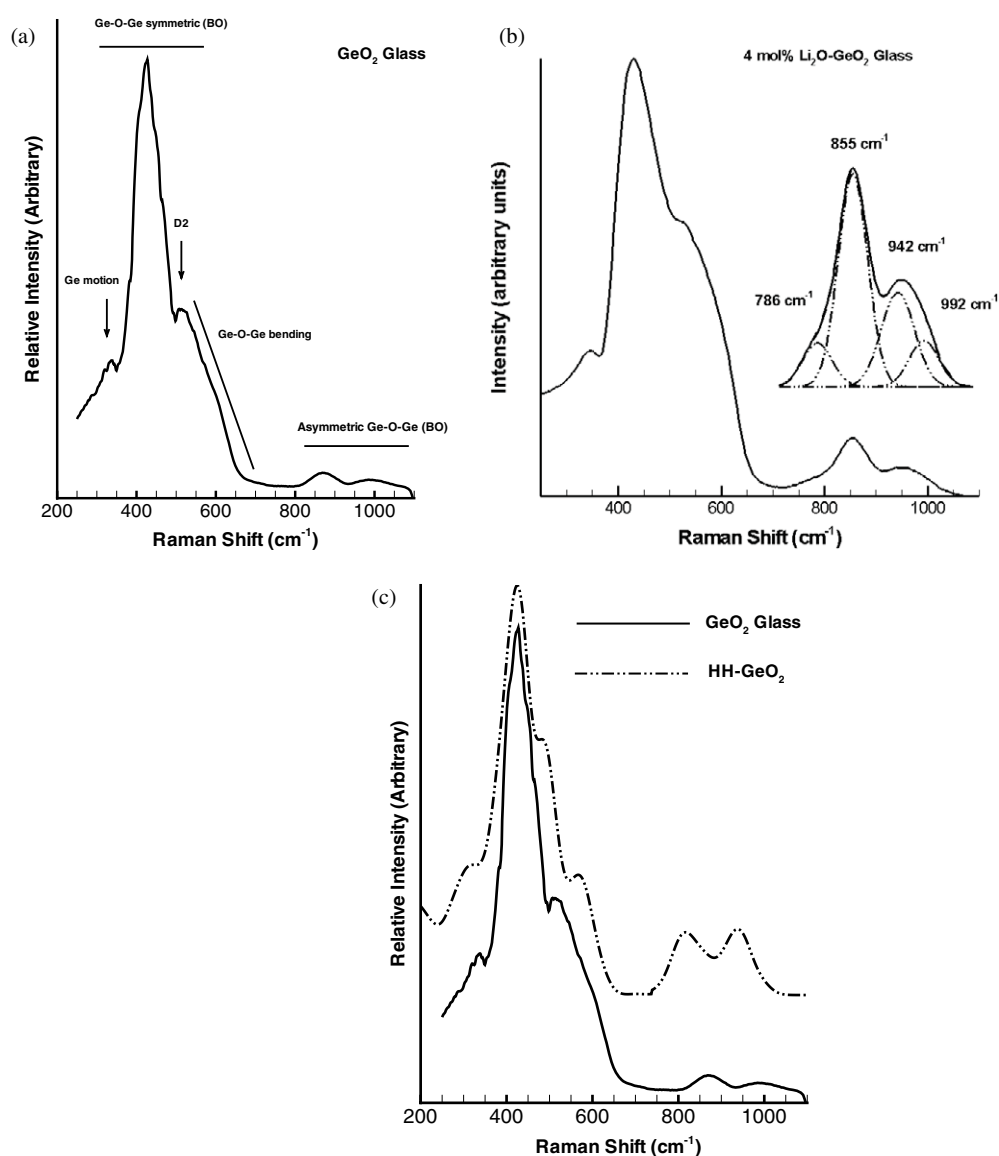 (a)
Ge-O-Ge symmetric (BO)
GeO₂ Glass
Ge motion
D2
Ge-O-Ge bending
Asymmetric Ge-O-Ge (BO)
Relative Intensity (Arbitrary)
200 400 600 800 1000
Raman Shift (cm⁻¹)
(b)
4 mol% Li₂O-GeO₂ Glass
855 cm⁻¹
942 cm⁻¹
786 cm⁻¹
992 cm⁻¹
Intensity (arbitrary units)
400 600 800 1000
Raman Shift (cm⁻¹)
(c)
GeO₂ Glass
HH-GeO₂
Relative Intensity (Arbitrary)
200 400 600 800 1000
Raman Shift (cm⁻¹)